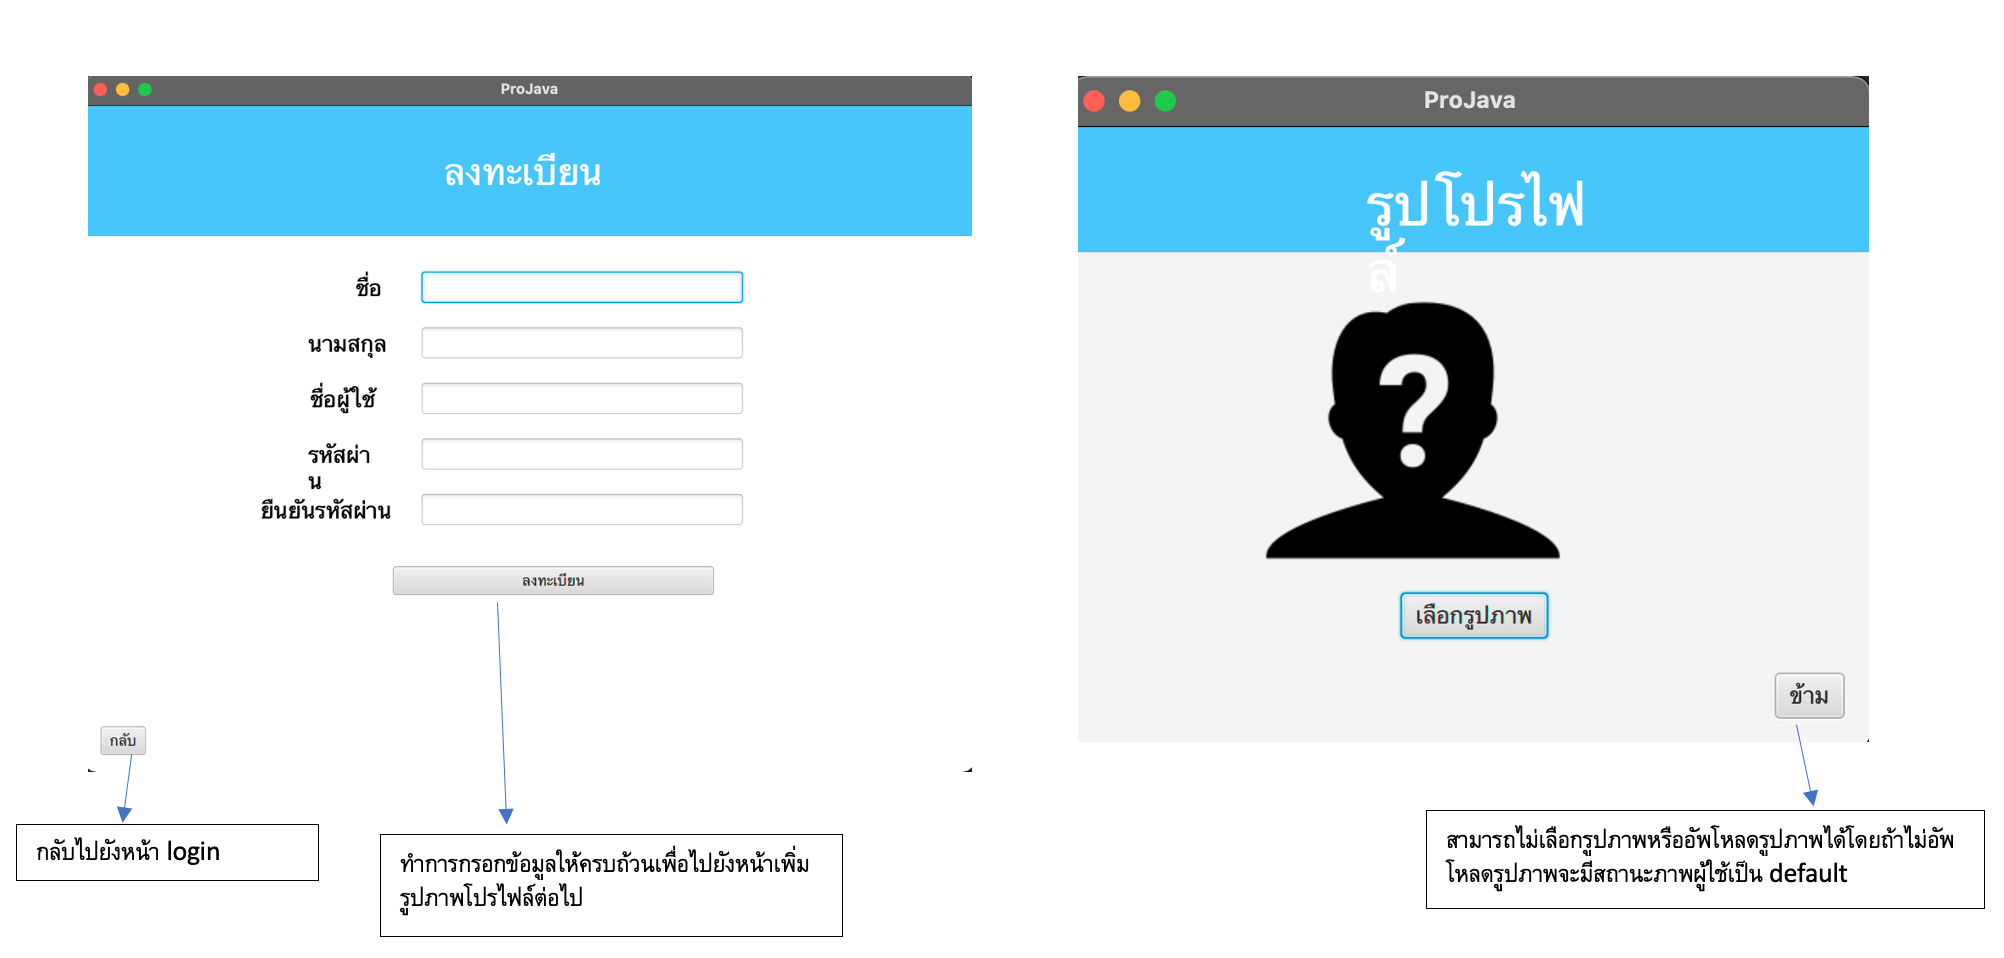 ProJava
ลงทะเบียน
ชื่อ
นามสกุล
ชื่อผู้ใช้
รหัสผ่า
น
ยืนยันรหัสผ่าน
ลงทะเบียน
กลับ
กลับไปยังหน้า login
ทำการกรอกข้อมูลให้ครบถ้วนเพื่อไปยังหน้าเพิ่ม
รูปภาพโปรไฟล์ต่อไป
ProJava
รูปโปรไฟ
ล์
?
เลือกรูปภาพ
ข้าม
สามารถไม่เลือกรูปภาพหรืออัพโหลดรูปภาพได้โดยถ้าไม่อัพ
โหลดรูปภาพจะมีสถานะภาพผู้ใช้เป็น default